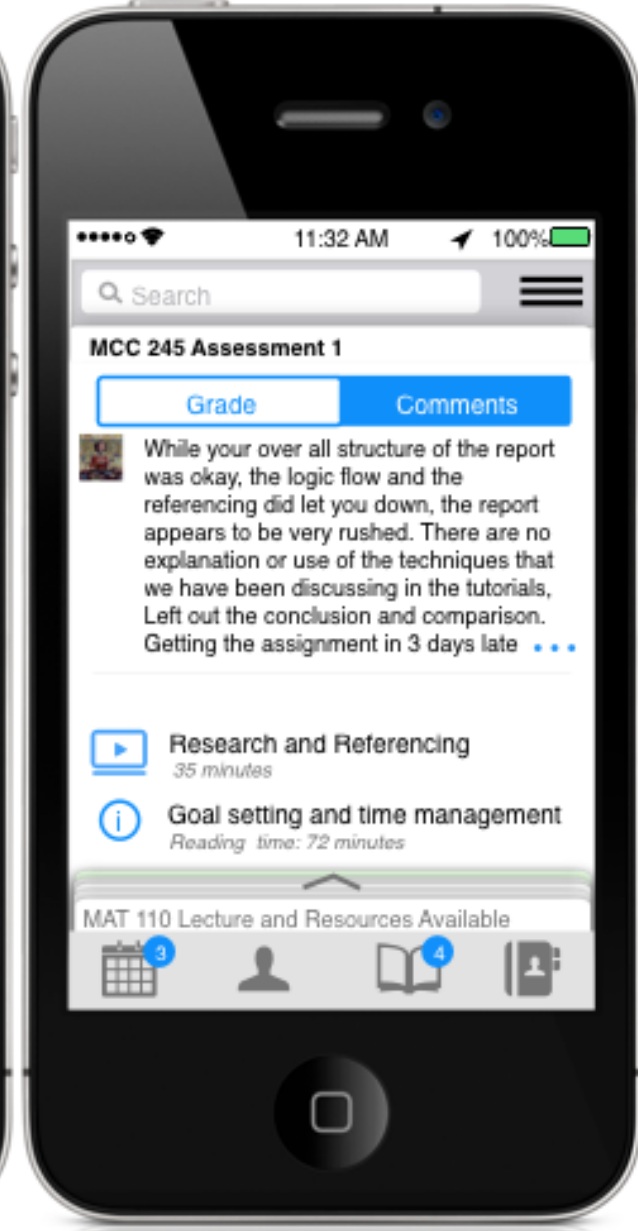 11:32 AM 100%
Search
MCC 245 Assessment 1
Grade Comments
While your over all structure of the report
was okay, the logic flow and the
referencing did let you down, the report
appears to be very rushed. There are no
explanation or use of the techniques that
we have been discussing in the tutorials,
Left out the conclusion and comparison.
Getting the assignment in 3 days late ...
Research and Referencing
35 minutes
Goal setting and time management
Reading time: 72 minutes
MAT 110 Lecture and Resources Available
3 4